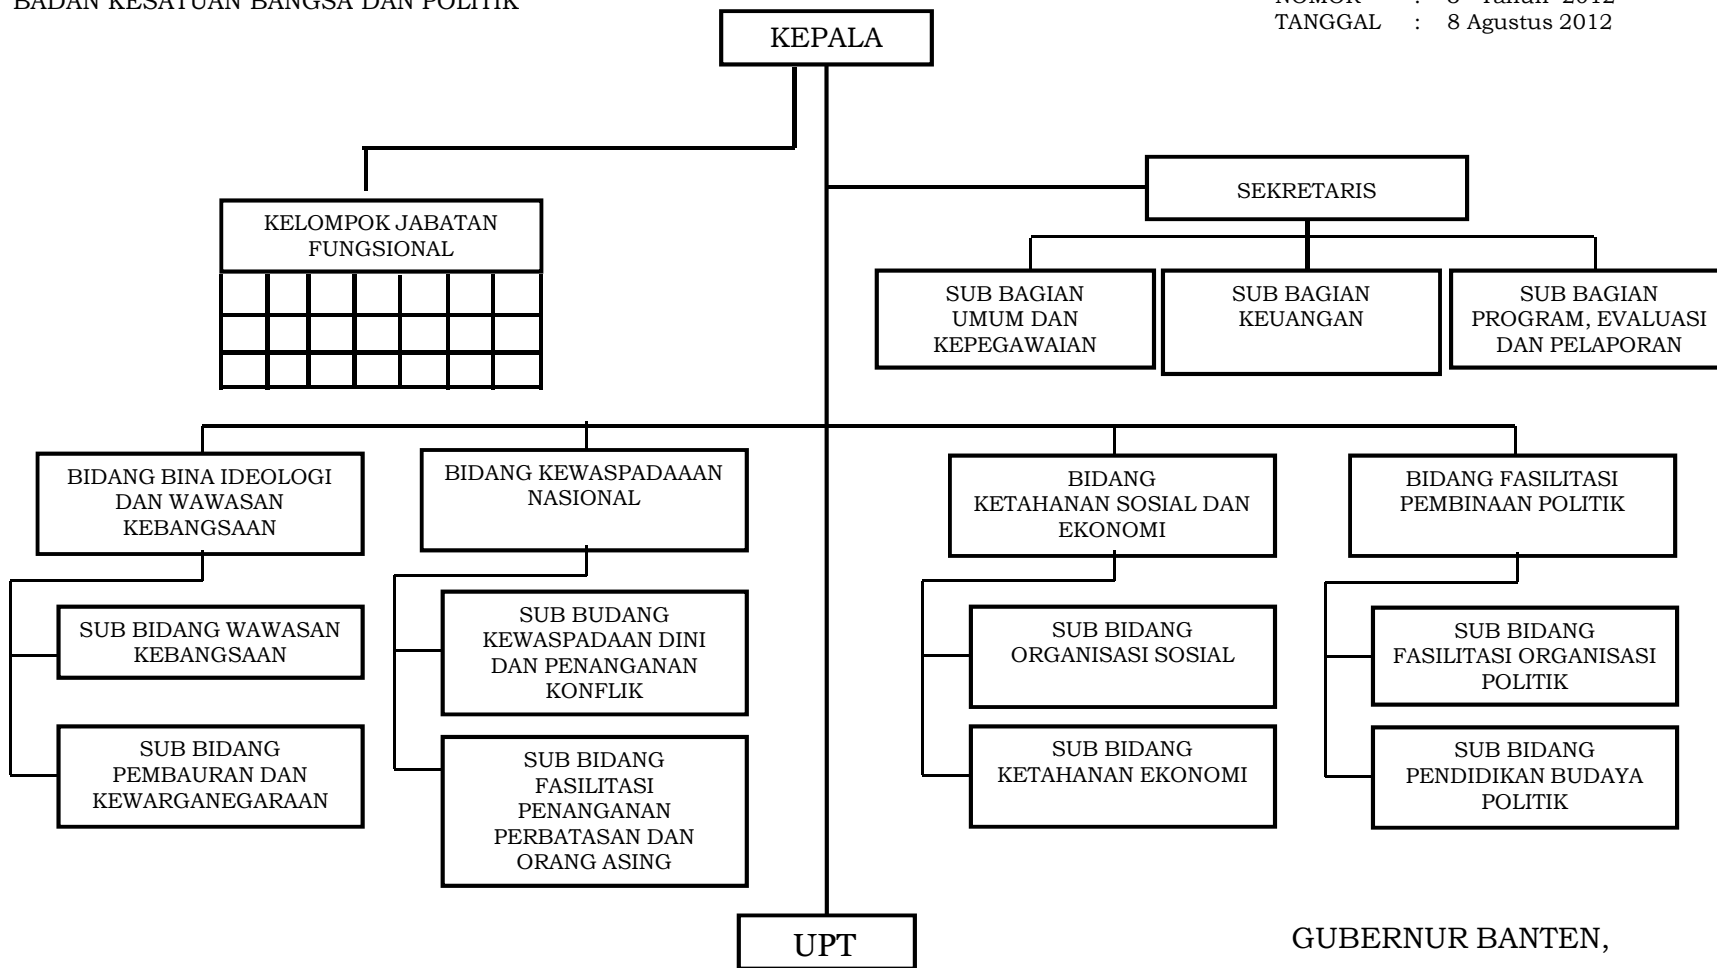 BADAN KESATUAN BANGSA DAN POLITIK
NOMOR : 3 Tahun 2012
TANGGAL : 8 Agustus 2012
KEPALA
SEKRETARIS
KELOMPOK JABATAN
FUNGSIONAL
SUB BAGIAN
UMUM DAN
KEPEGAWAIAN
SUB BAGIAN
KEUANGAN
SUB BAGIAN
PROGRAM, EVALUASI
DAN PELAPORAN
BIDANG BINA IDEOLOGI
DAN WAWASAN
KEBANGSAAN
BIDANG KEWASPADAAAN
NASIONAL
BIDANG
KETAHANAN SOSIAL DAN
EKONOMI
BIDANG FASILITASI
PEMBINAAN POLITIK
SUB BIDANG WAWASAN
KEBANGSAAN
SUB BUDANG
KEWASPADAAN DINI
DAN PENANGANAN
KONFLIK
SUB BIDANG
ORGANISASI SOSIAL
SUB BIDANG
FASILITASI ORGANISASI
POLITIK
SUB BIDANG
PEMBAURAN DAN
KEWARGANEGARAAN
SUB BIDANG
FASILITASI
PENANGANAN
PERBATASAN DAN
ORANG ASING
SUB BIDANG
KETAHANAN EKONOMI
SUB BIDANG
PENDIDIKAN BUDAYA
POLITIK
UPT
GUBERNUR BANTEN,